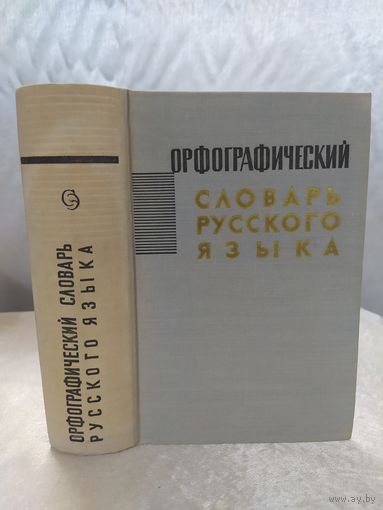 ОРФОГРАФИЧЕСКИЙ
СЛОВАРЬ
РУССКОГО
ЯЗЫКА
ОРФОГРАФИЧЕСКИЙ СЛОВАРЬ
РУССКОГО ЯЗЫКА
www.ay.by